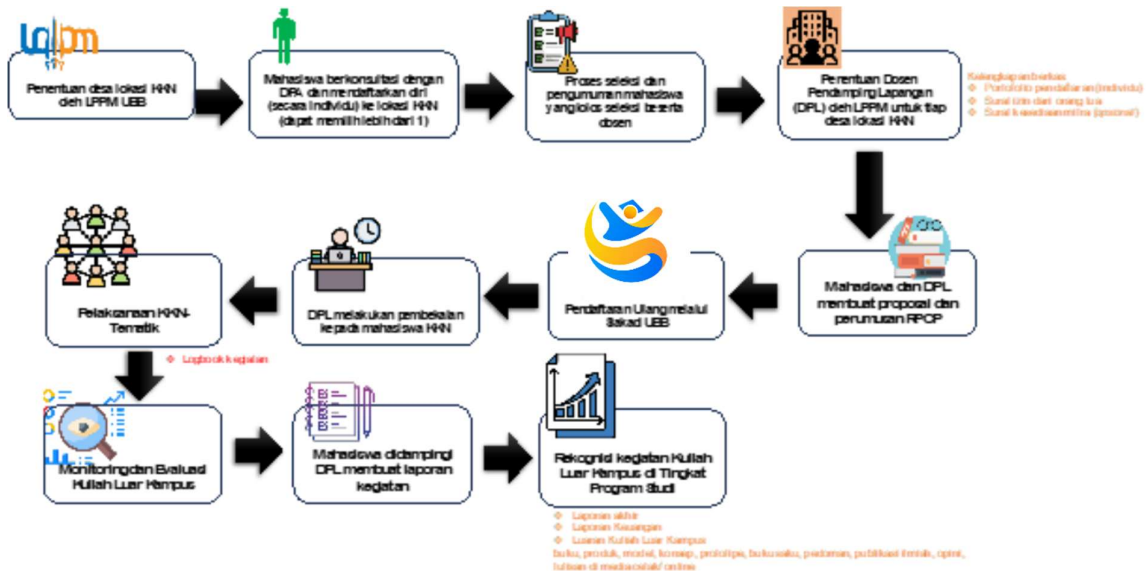 lqlpm
Penentuan desa lokasi KKN
oleh LPPM UBB
Mahasiswa berkonsultasi dengan
DPA dan mendaftarkan diri
(secara individu) ke lokasi KKN
(dapat memilih lebih dari 1)
Proses seleksi dan
pengumuman mahasiswa
yang lolos seleksi beserta
dosen
Penentuan Dosen
Pendamping Lapangan
(DPL) oleh LPPM untuk tiap
desa lokasi KKN
Kelengkapan berkas
❖ Portofolio pendaftaran (individu)
❖ Surat izin dari orang tua
❖ Surat kesediaan mitra (opsional)
Mahasiswa dan DPL
membuat proposal dan
perumusan RPCP
Pendaftaran Ulang melalui
Siakad UBB
DPL melakukan pembekalan
kepada mahasiswa KKN
Pelaksanaan KKN-
Tematik
❖ Logbook kegiatan
Monitoring dan Evaluasi
Kuliah Luar Kampus
Mahasiswa didampingi
DPL membuat laporan
kegiatan
Rekognisi kegiatan Kuliah
Luar Kampus di Tingkat
Program Studi
❖ Laporan akhir
❖ Laporan Keuangan
❖ Luaran Kuliah Luar Kampus
buku, produk, model, konsep, prototipe, buku saku, pedoman, publikasi ilmiah, opini,
tulisan di media cetak/ online